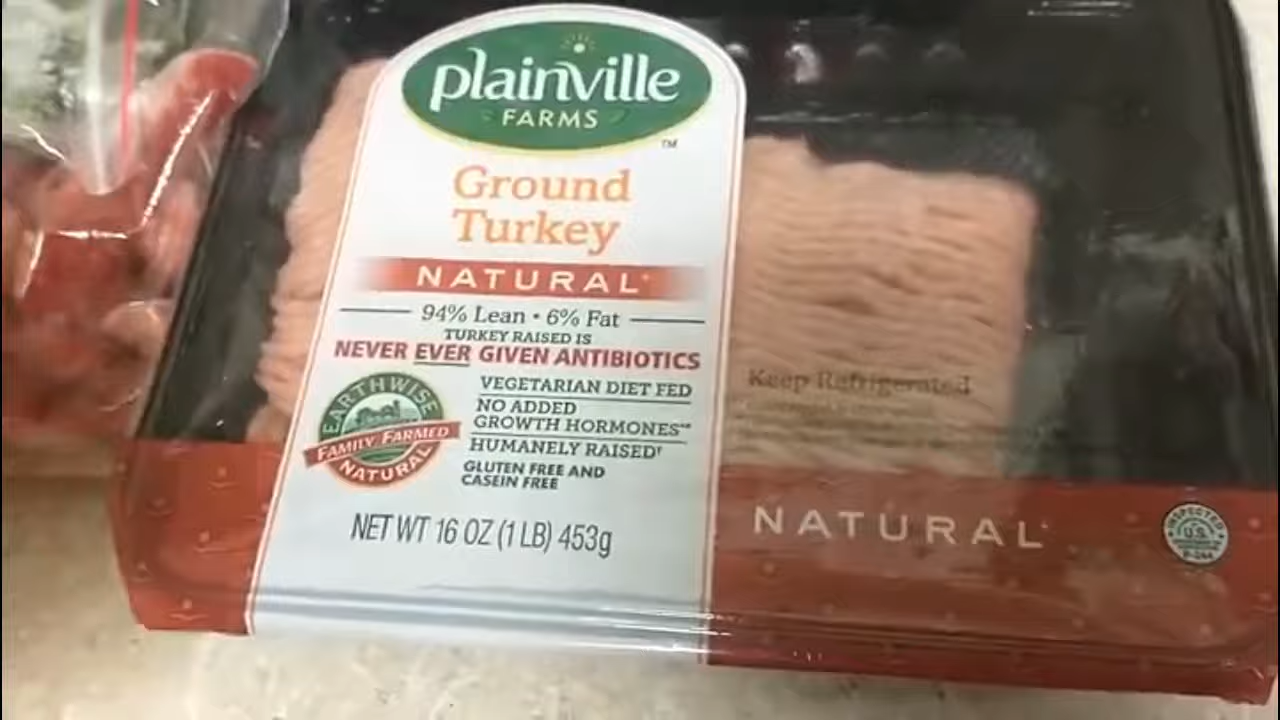 plainville
FARMS
™
Ground
Turkey
NATURAL*
94% Lean • 6% Fat
TURKEY RAISED IS
NEVER EVER GIVEN ANTIBIOTICS
EARTHWISE
FAMILY FARMED
NATURAL
VEGETARIAN DIET FED
NO ADDED
GROWTH HORMONES**
HUMANELY RAISED†
GLUTEN FREE AND
CASEIN FREE
NET WT 16 OZ (1 LB) 453g
Keep Refrigerated
NATURAL*
INSPECTED
U.S.